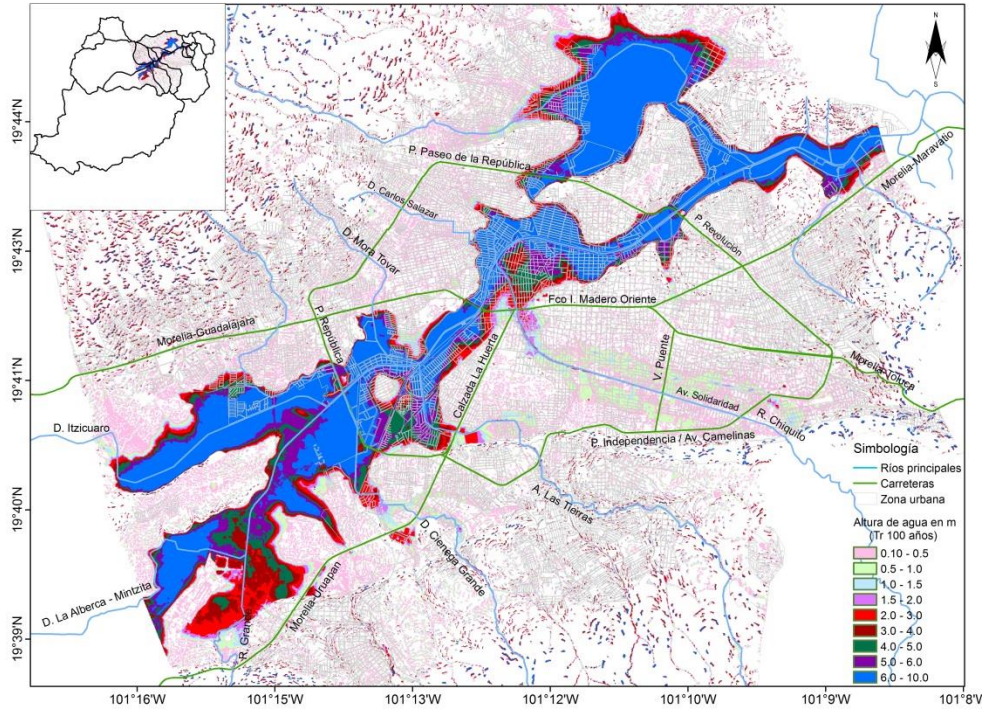 N
S
19°44'
19°43'
19°41'
19°40'
19°39'
P. Paseo de la República
D. Carlos Salazar
D. Mora Tovar
Morelia-Maravatío
P. Revolución
Fco I. Madero Oriente
Morelia-Guadalajara
P. República
Calzada La Huerta
V. Puente
Morelia-Toluca
Av. Solidaridad
R. Chiquito
D. Itzicuaro
P. Independencia / Av. Camelinas
A. Las Tierras
D. Cienega Grande
D. La Alberca - Mintzita
R. Grande
Morelia-Uruapan
Simbología
Ríos principales
Carreteras
Zona urbana
Altura de agua en m
(Tr 100 años)
0.10 - 0.5
0.5 - 1.0
1.0 - 1.5
1.5 - 2.0
2.0 - 3.0
3.0 - 4.0
4.0 - 5.0
5.0 - 6.0
6.0 - 10.0
101°16'W
101°15'W
101°13'W
101°12'W
101°10'W
101°9'W
101°8'W